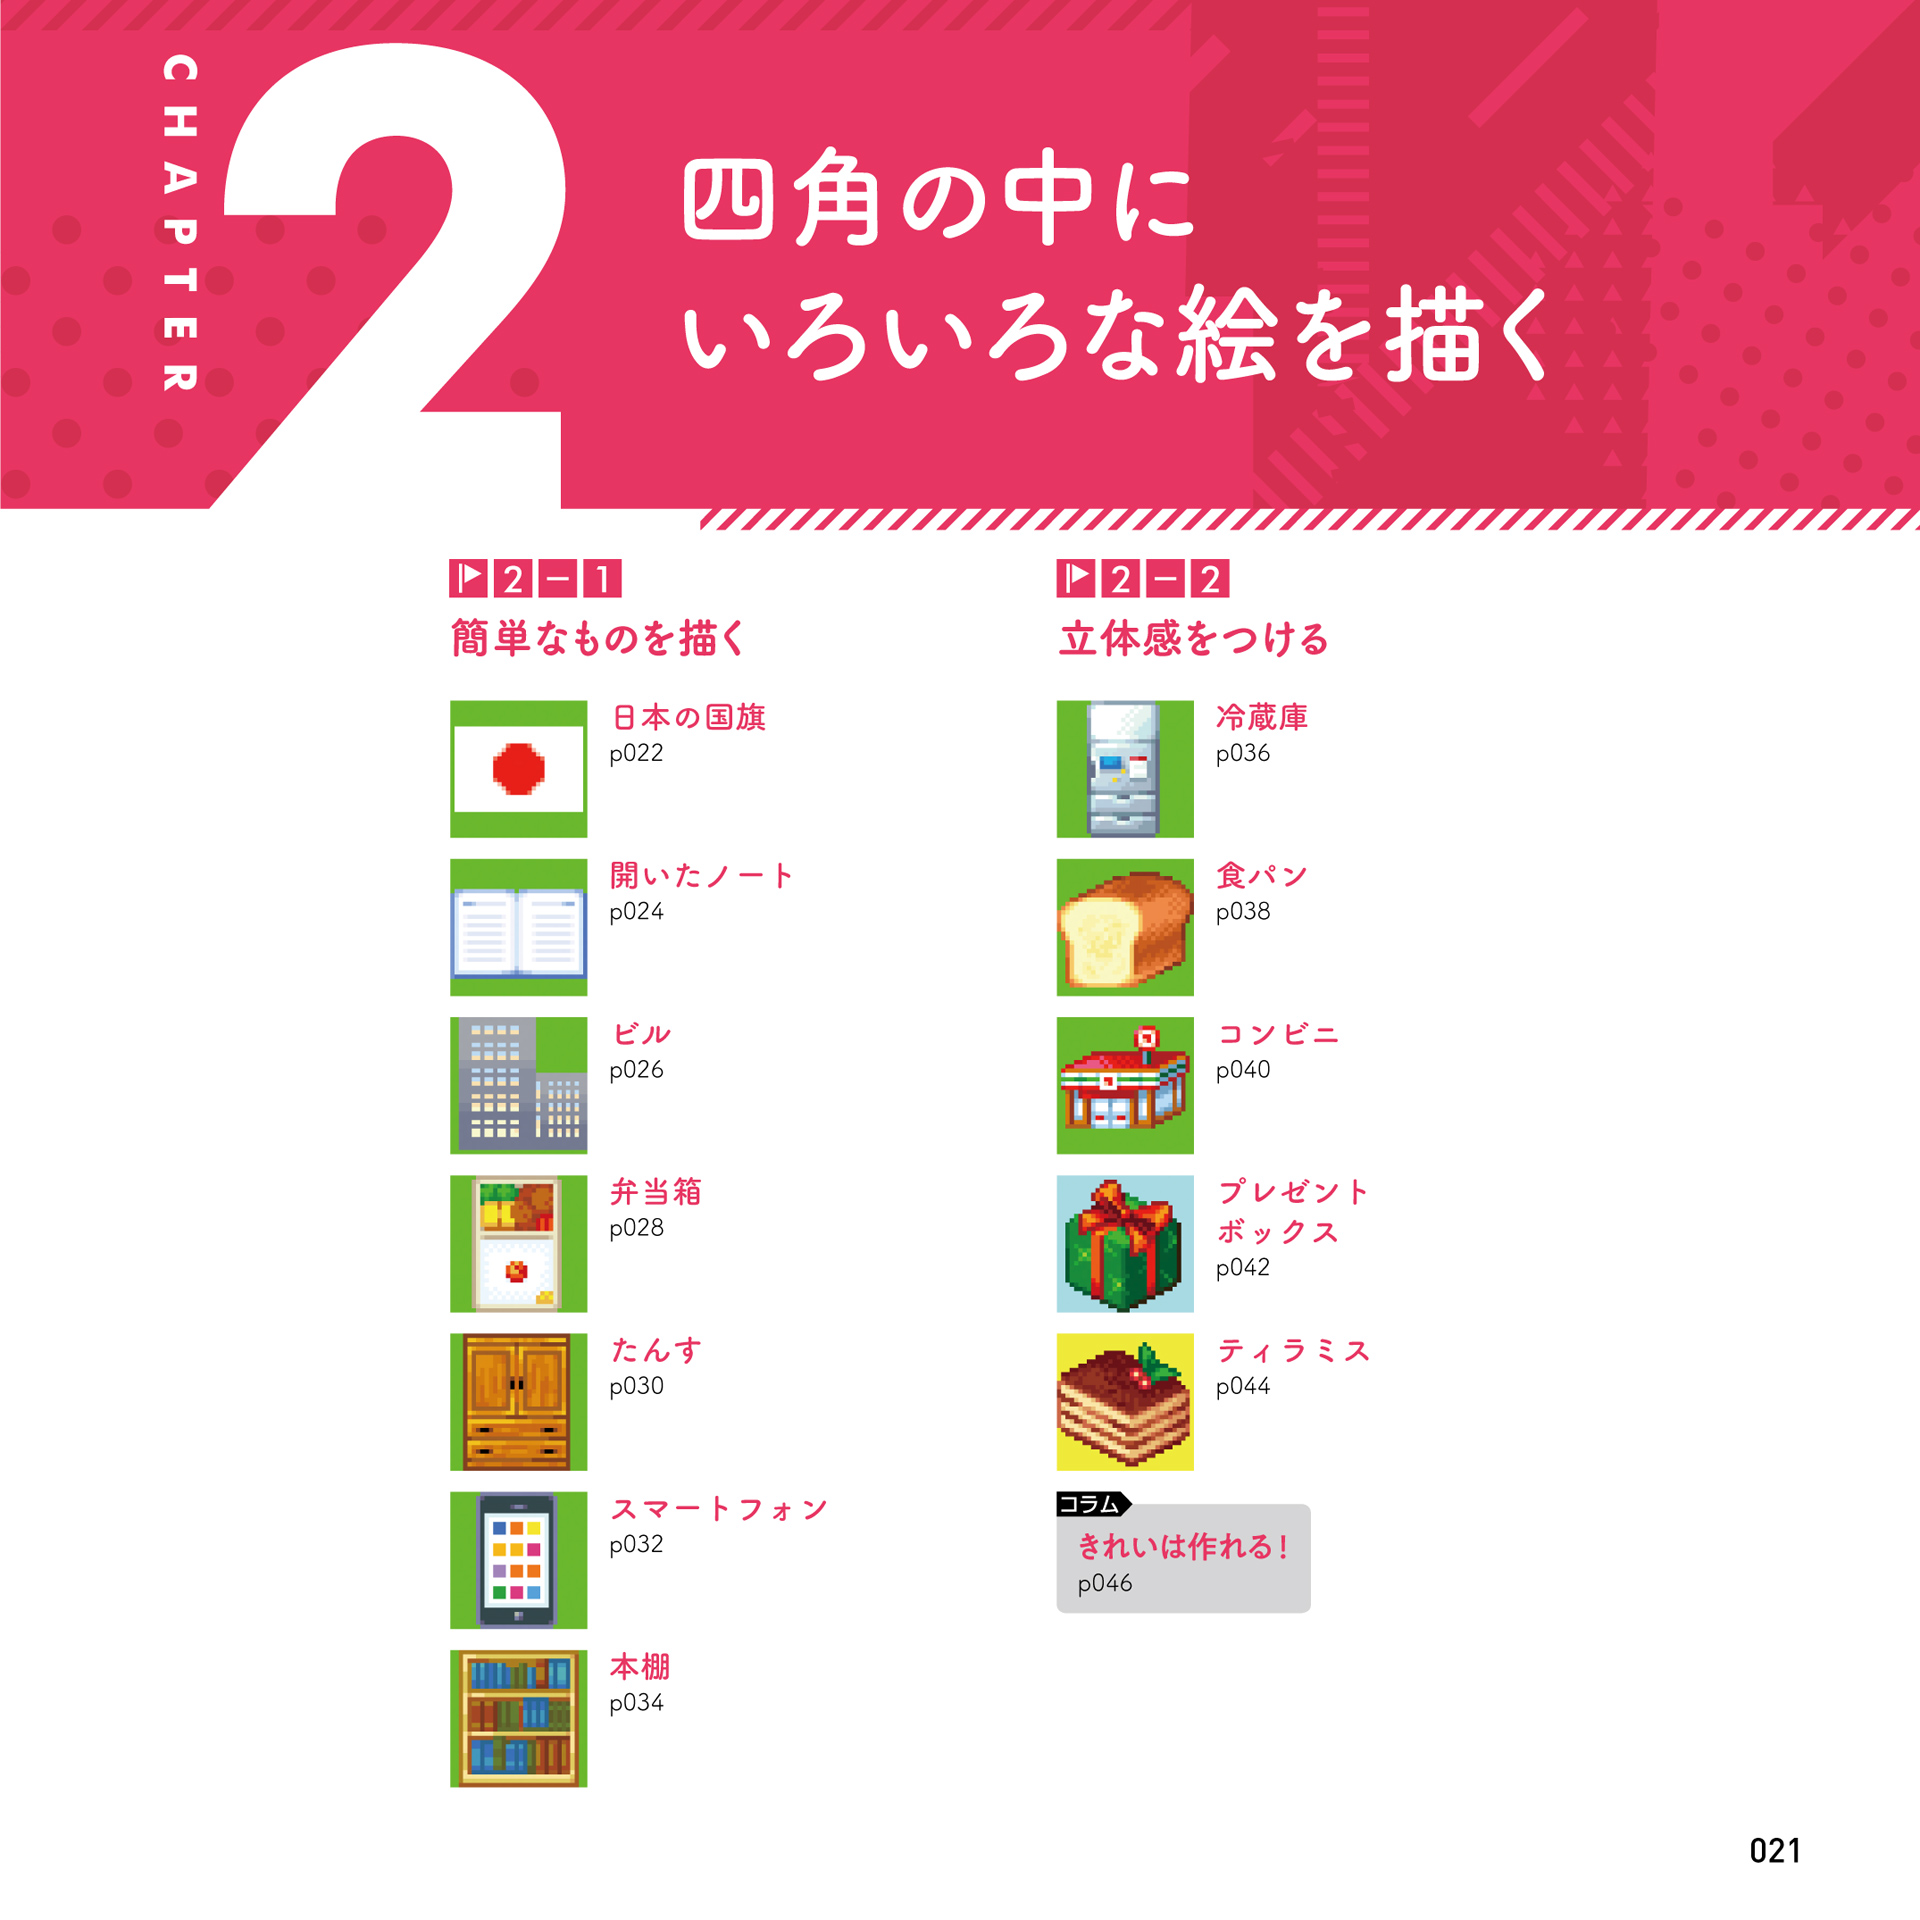 CHAPTER
2
四角の中に
いろいろな絵を描く
2-1
簡単なものを描く
日本の国旗
p022
開いたノート
p024
ビル
p026
弁当箱
p028
たんす
p030
スマートフォン
p032
本棚
p034
2-2
立体感をつける
冷蔵庫
p036
食パン
p038
コンビニ
p040
プレゼント
ボックス
p042
ティラミス
p044
コラム
きれいは作れる!
p046
021